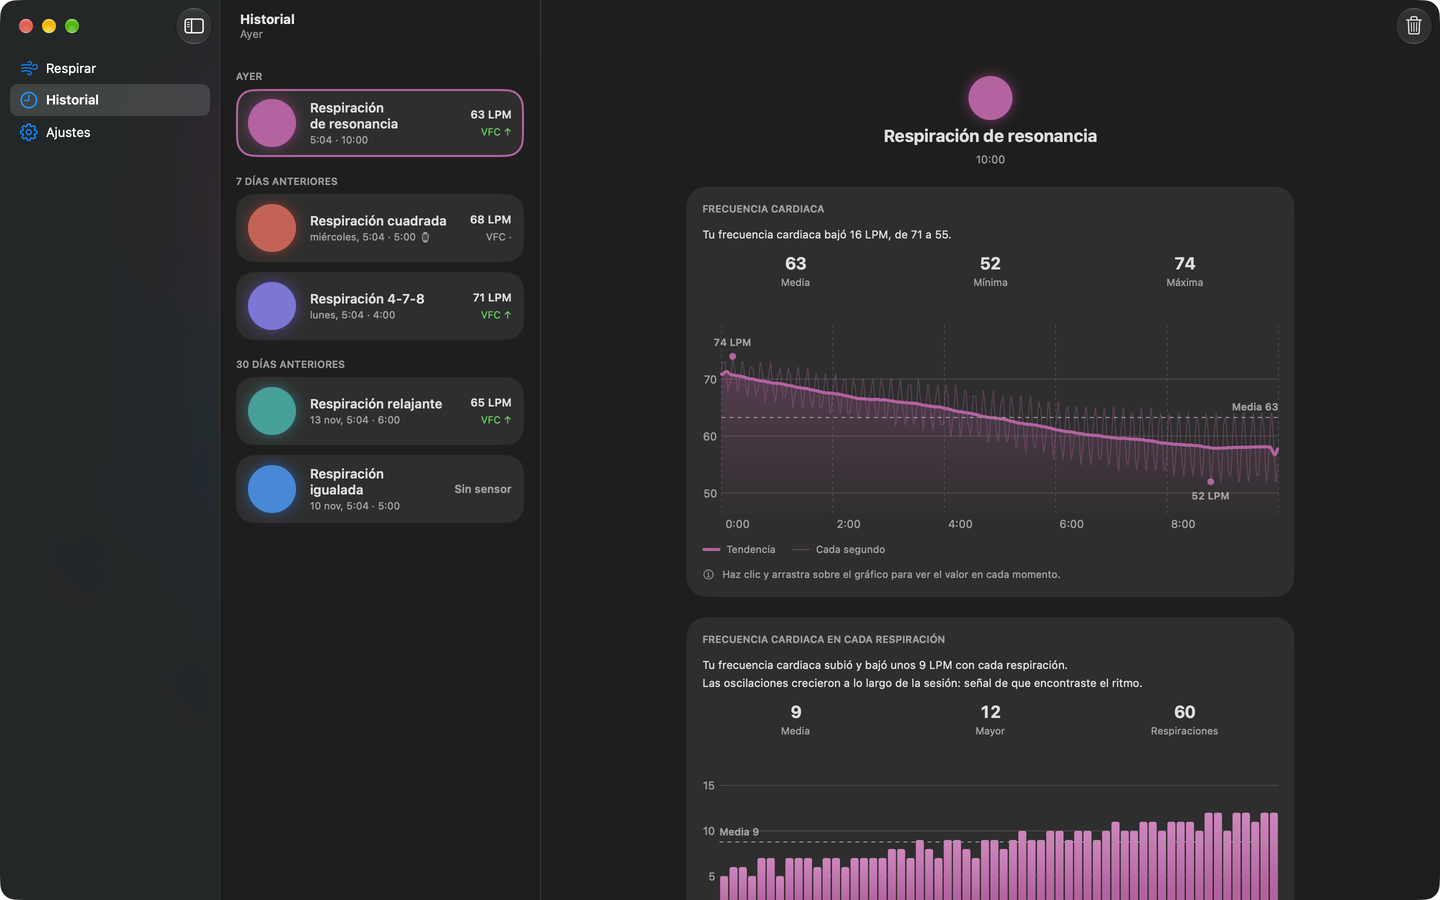 Respirar
Historial
Ajustes
Historial
Ayer
AYER
Respiración
de resonancia
5:04 · 10:00
63 LPM
VFC ↑
7 DÍAS ANTERIORES
Respiración cuadrada
miércoles, 5:04 · 5:00
68 LPM
VFC ·
Respiración 4-7-8
lunes, 5:04 · 4:00
71 LPM
VFC ↑
30 DÍAS ANTERIORES
Respiración relajante
13 nov, 5:04 · 6:00
65 LPM
VFC ↑
Respiración
igualada
10 nov, 5:04 · 5:00
Sin sensor
Respiración de resonancia
10:00
FRECUENCIA CARDIACA
Tu frecuencia cardiaca bajó 16 LPM, de 71 a 55.
63 52 74
Media Mínima Máxima
74 LPM
70
Media 63
60
50
52 LPM
0:00 2:00 4:00 6:00 8:00
Tendencia Cada segundo
Haz clic y arrastra sobre el gráfico para ver el valor en cada momento.
FRECUENCIA CARDIACA EN CADA RESPIRACIÓN
Tu frecuencia cardiaca subió y bajó unos 9 LPM con cada respiración.
Las oscilaciones crecieron a lo largo de la sesión: señal de que encontraste el ritmo.
9 12 60
Media Mayor Respiraciones
15
10 Media 9
5